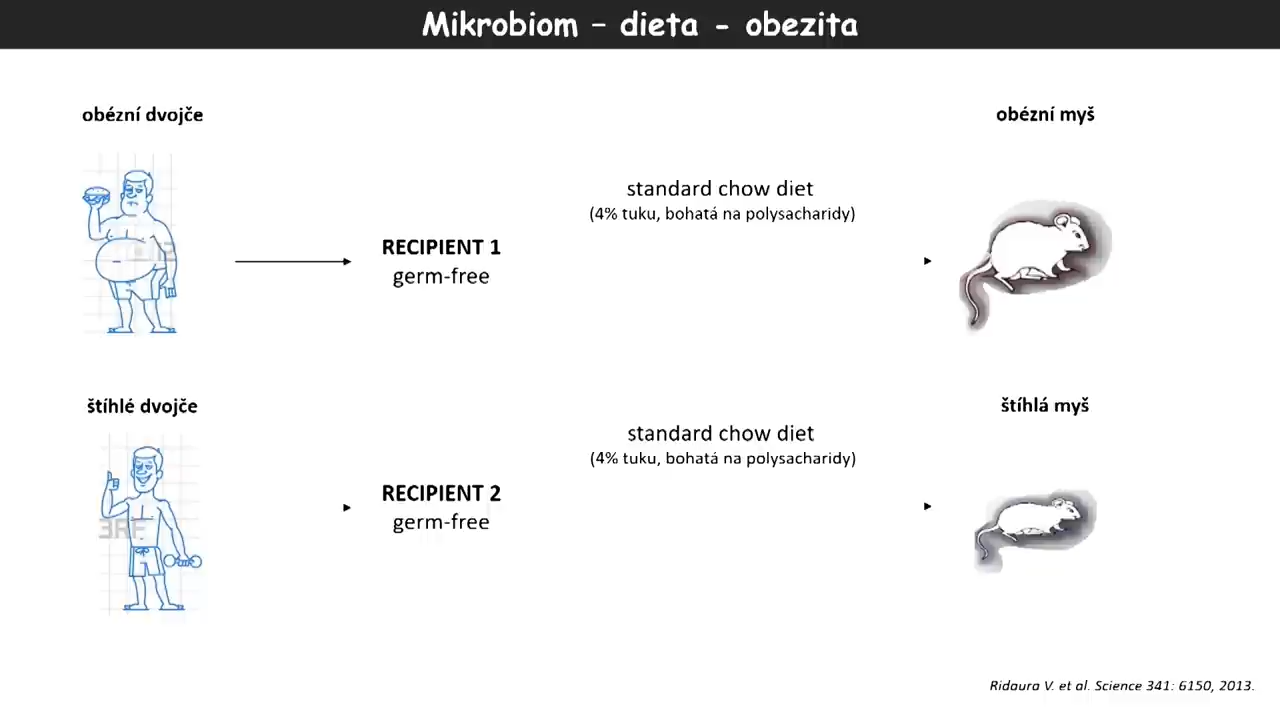 Mikrobiom – dieta - obezita
obézní dvojče
obézní myš
standard chow diet
(4% tuku, bohatá na polysacharidy)
RECIPIENT 1
germ-free
štíhlé dvojče
štíhlá myš
standard chow diet
(4% tuku, bohatá na polysacharidy)
RECIPIENT 2
germ-free
Ridaura V. et al. Science 341: 6150, 2013.